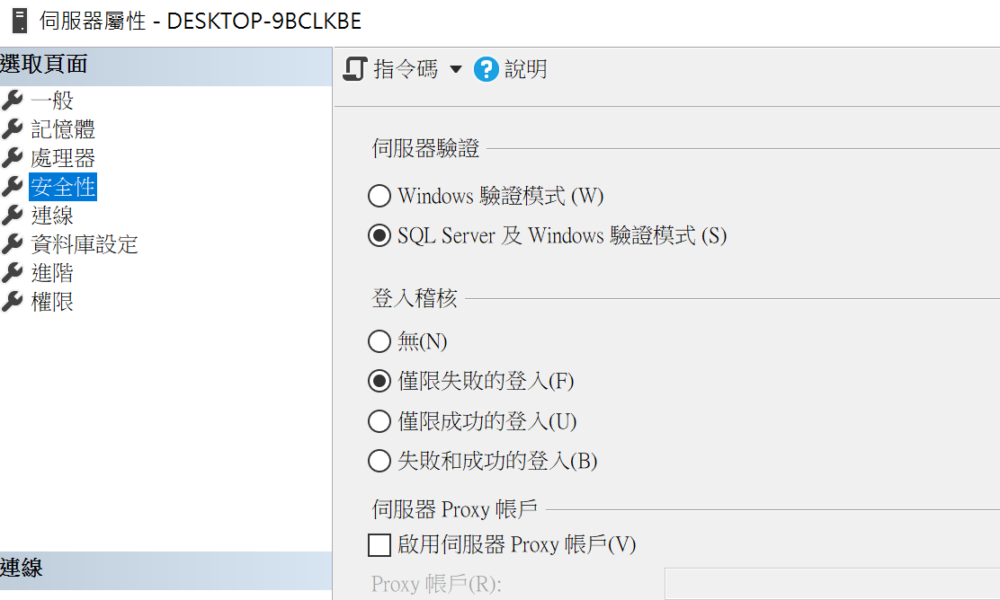 伺服器屬性 - DESKTOP-9BCLKBE
選取頁面
一般
記憶體
處理器
安全性
連線
資料庫設定
進階
權限
連線
指令碼
說明
伺服器驗證
Windows 驗證模式 (W)
SQL Server 及 Windows 驗證模式 (S)
登入稽核
無(N)
僅限失敗的登入(F)
僅限成功的登入(U)
失敗和成功的登入(B)
伺服器 Proxy 帳戶
啟用伺服器 Proxy 帳戶(V)
Proxy 帳戶(R):